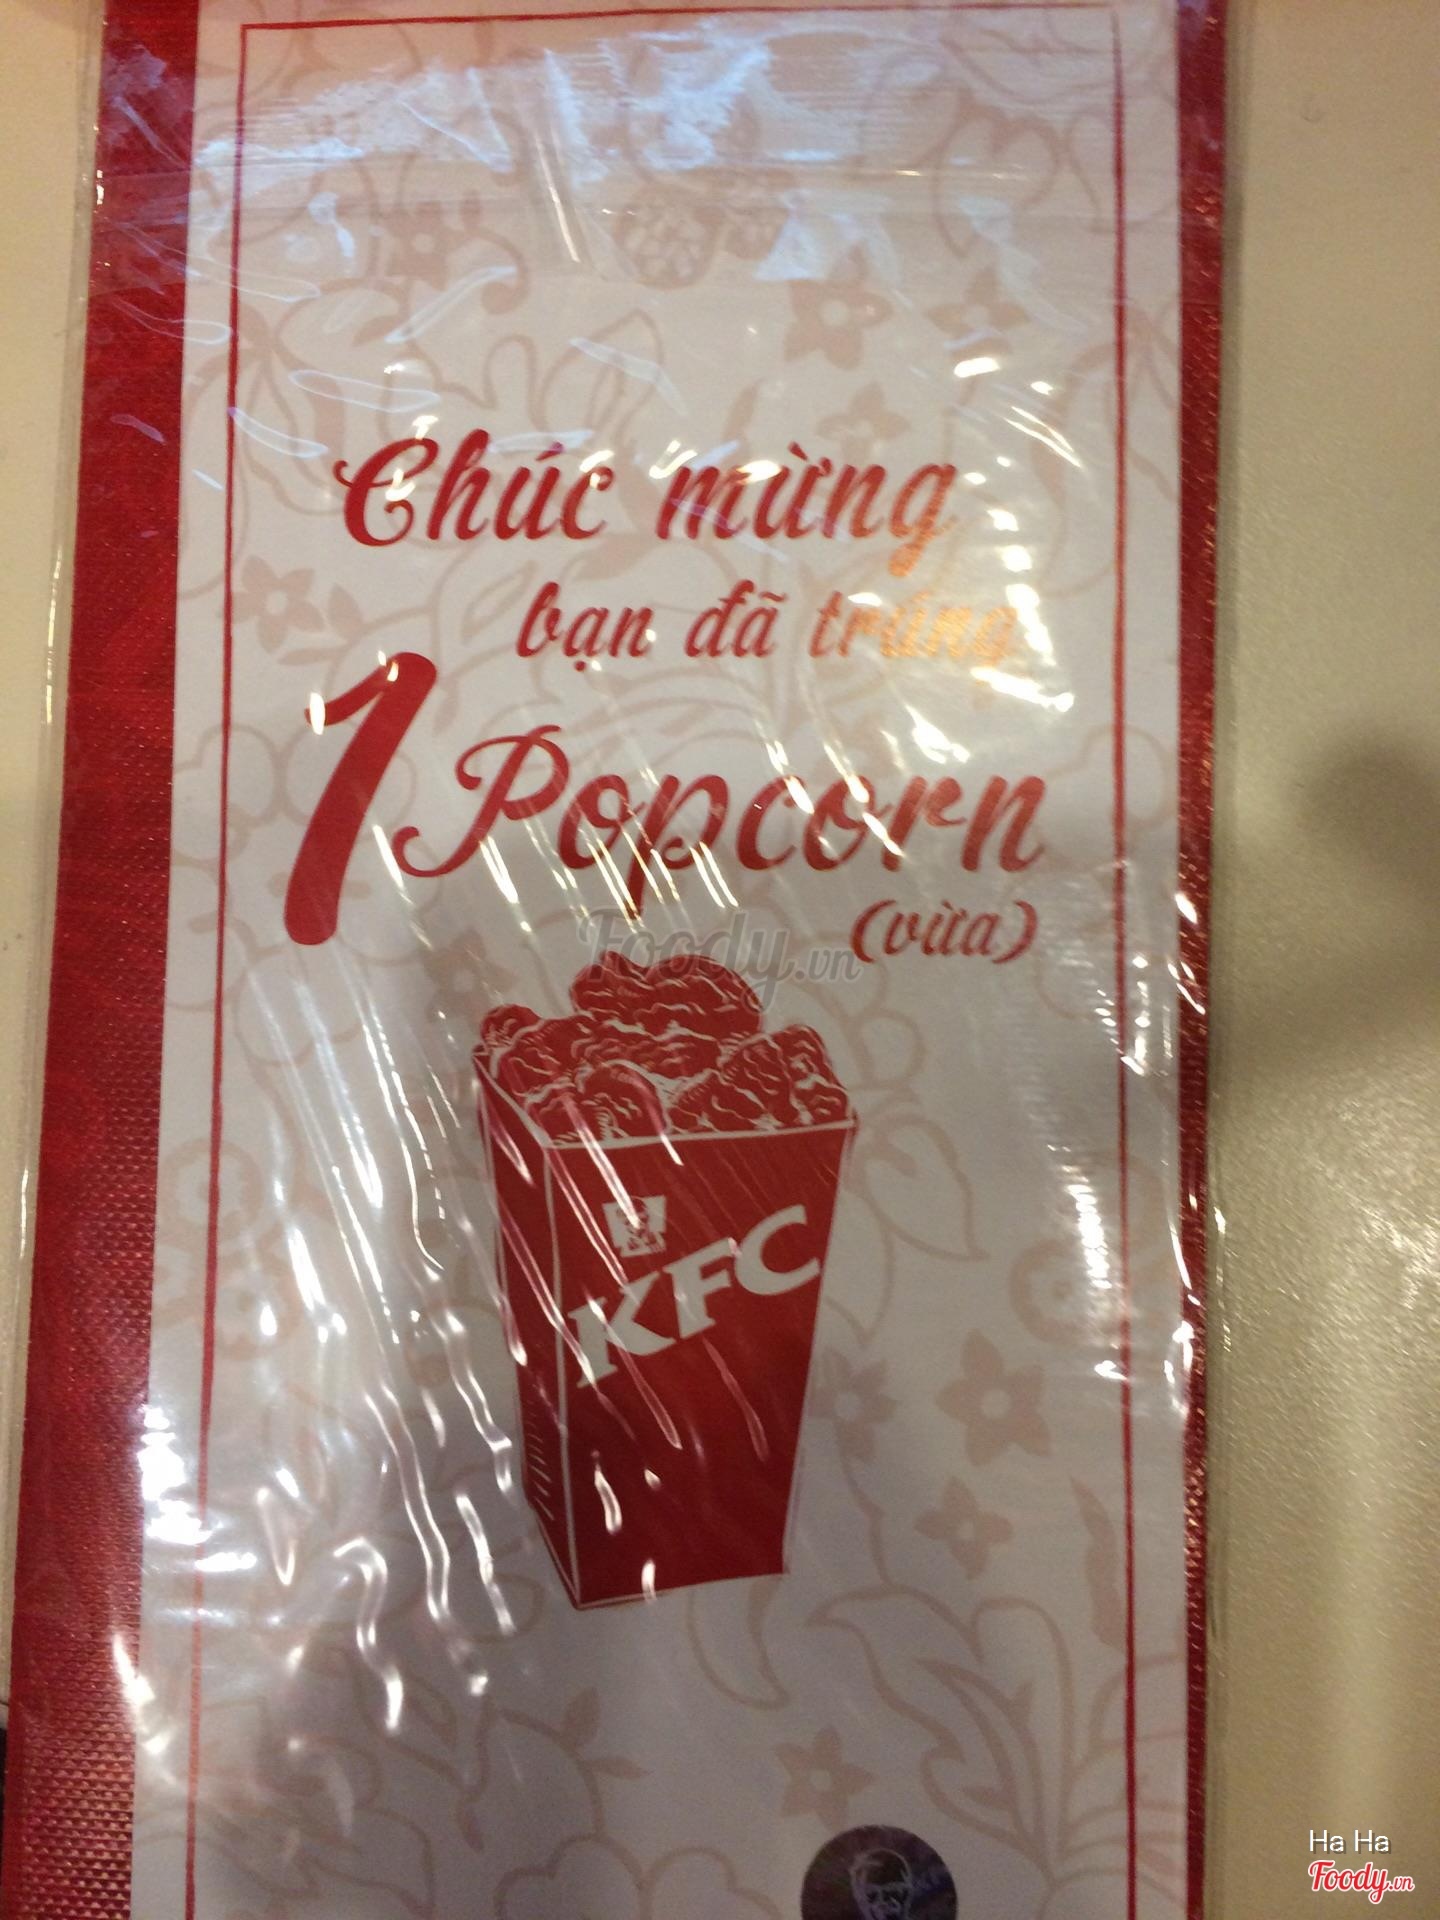 Chúc mừng
bạn đã trúng
1 Popcorn
(vừa)
Foody.vn
KFC
Ha Ha
Foody.vn